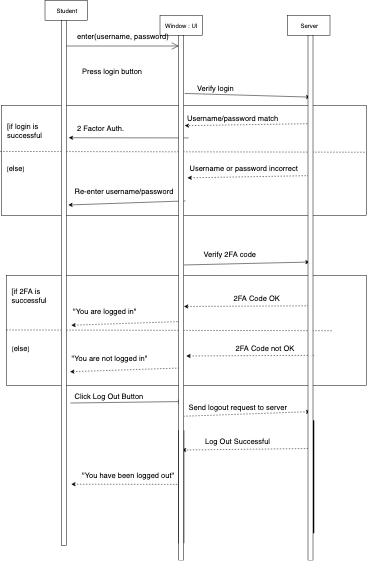 Student
Window : UI
Server
enter(username, password)
Press login button
Verify login
Username/password match
[if login is
successful
2 Factor Auth.
(else)
Username or password incorrect
Re-enter username/password
Verify 2FA code
[if 2FA is
successful
2FA Code OK
"You are logged in"
(else)
2FA Code not OK
"You are not logged in"
Click Log Out Button
Send logout request to server
Log Out Successful
"You have been logged out"